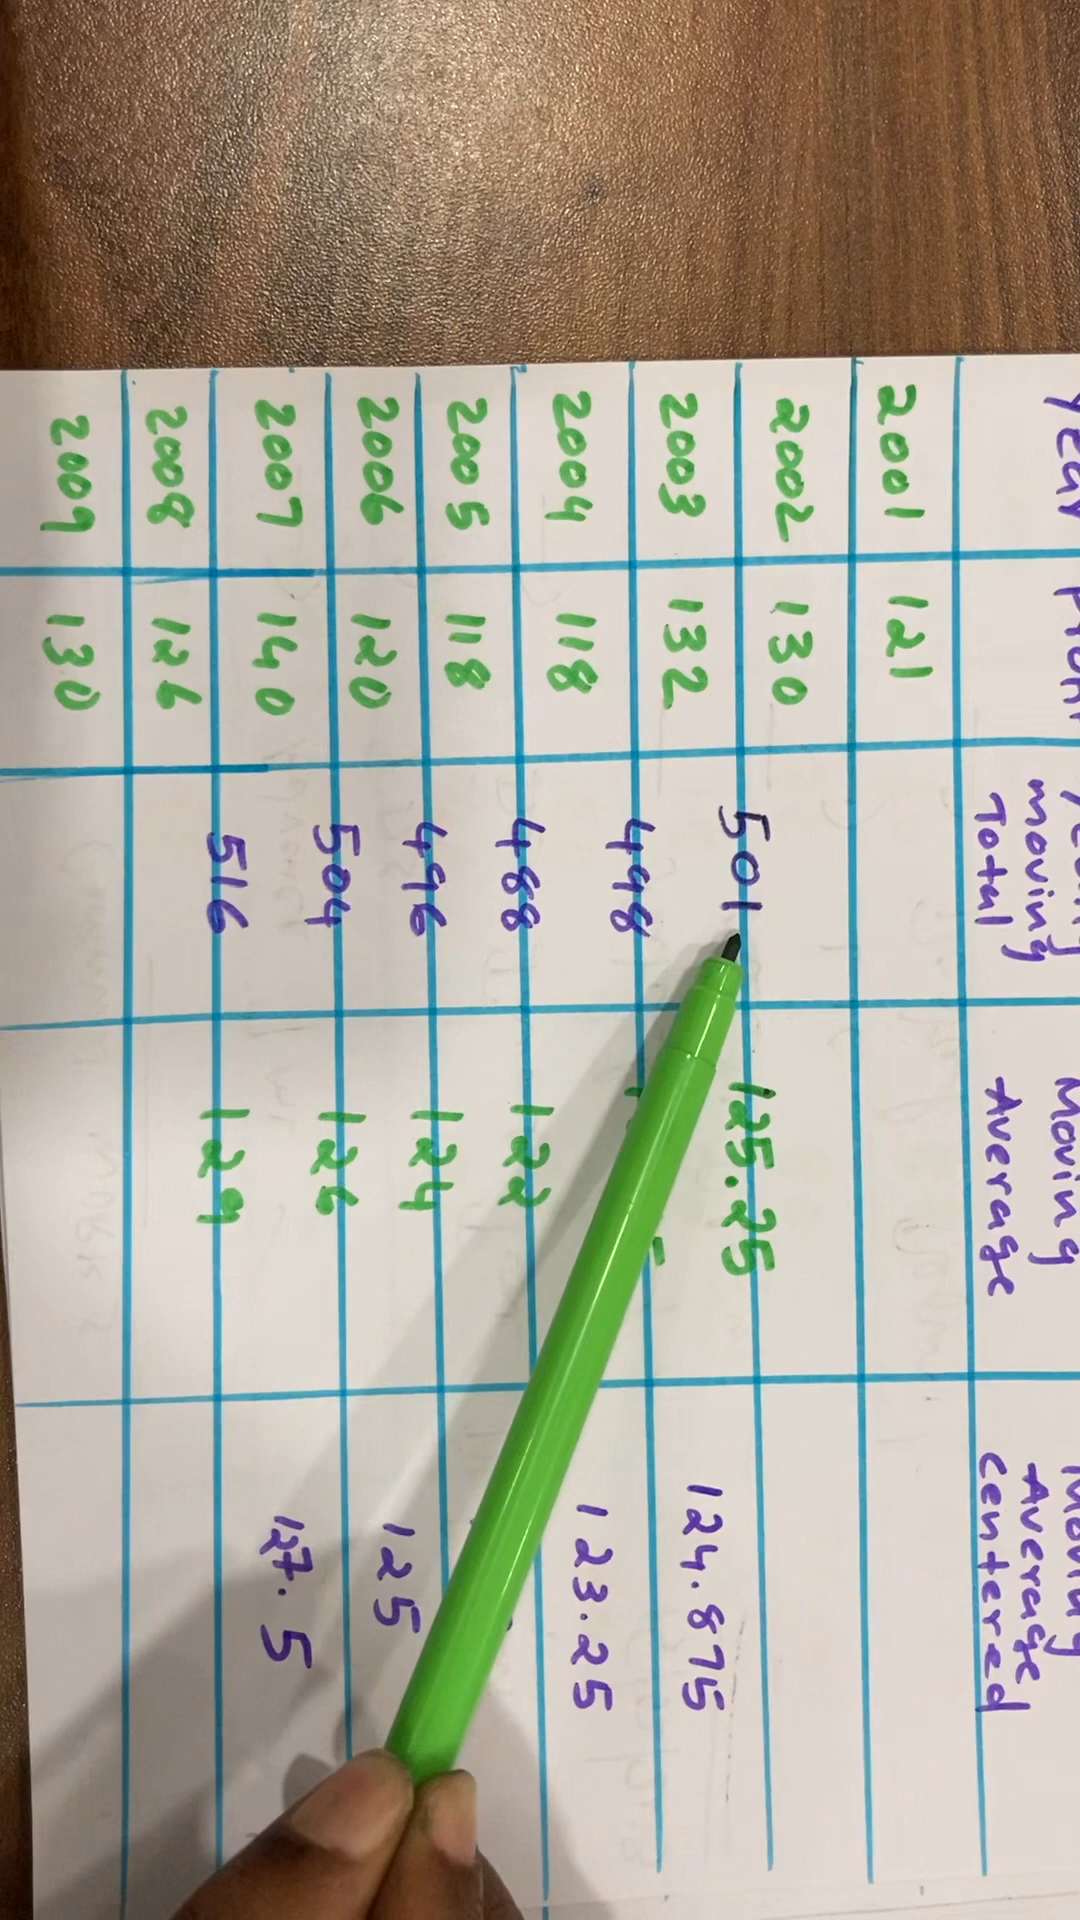 Year
moving
Total
Moving
Average
Average
Centered
2001 121
2002 130
501 125.25
2003 132 124.875
498
2004 118 123.25
488 122
2005 118
496 124
2006 120 125
504 126
2007 140 127.5
516 129
2008 126
2009 130